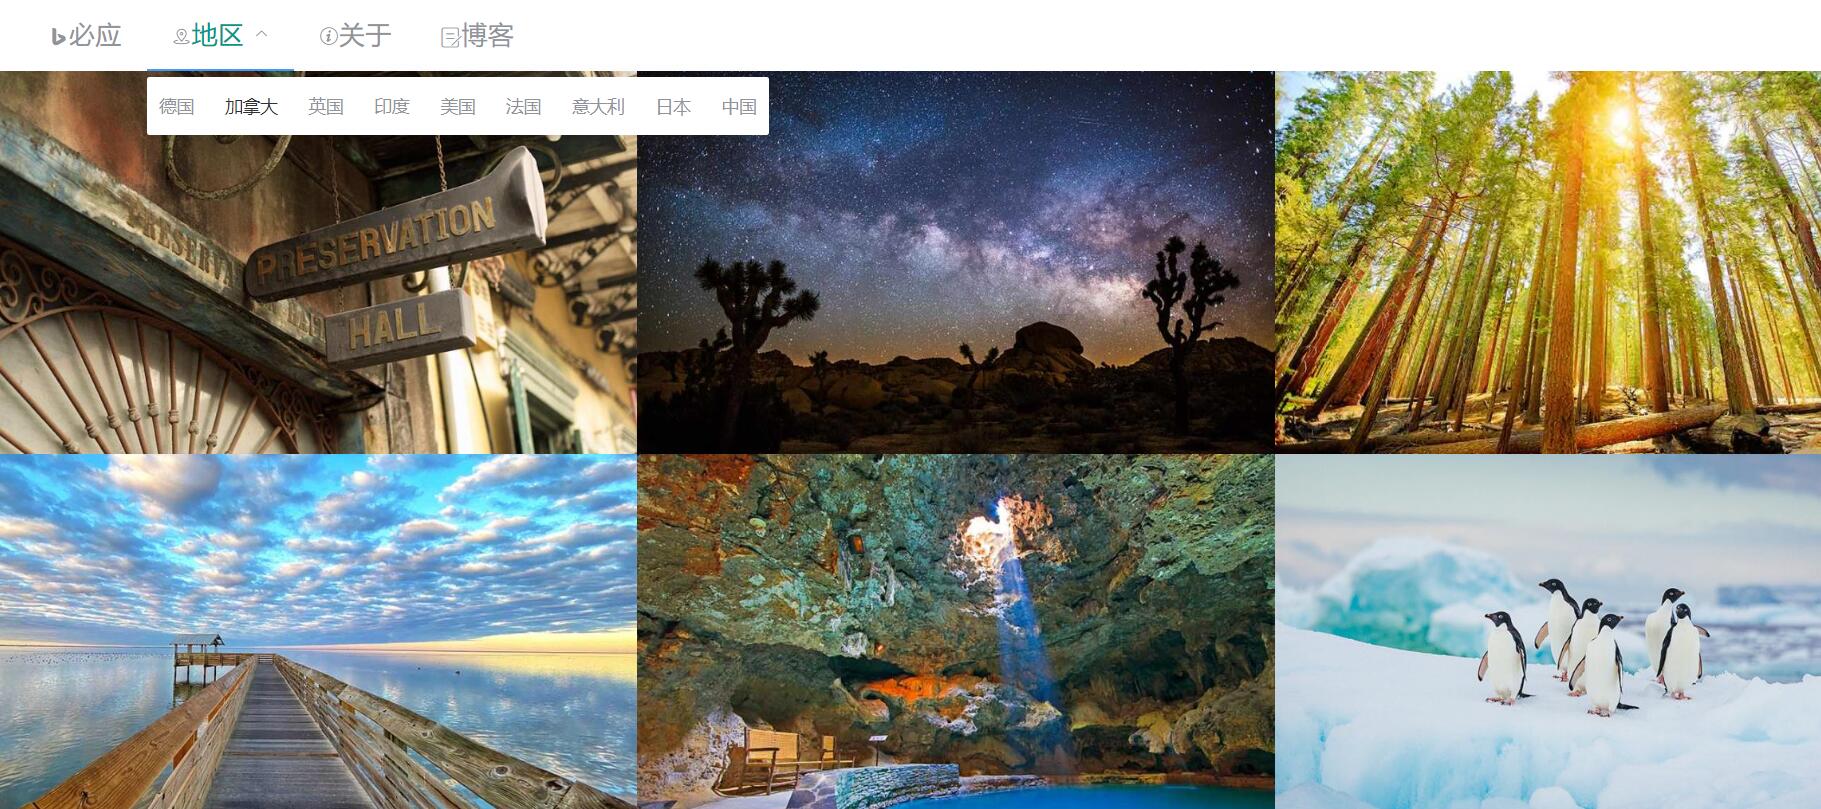 必应 地区 关于 博客
德国 加拿大 英国 印度 美国 法国 意大利 日本 中国
PRESERVATION
HALL